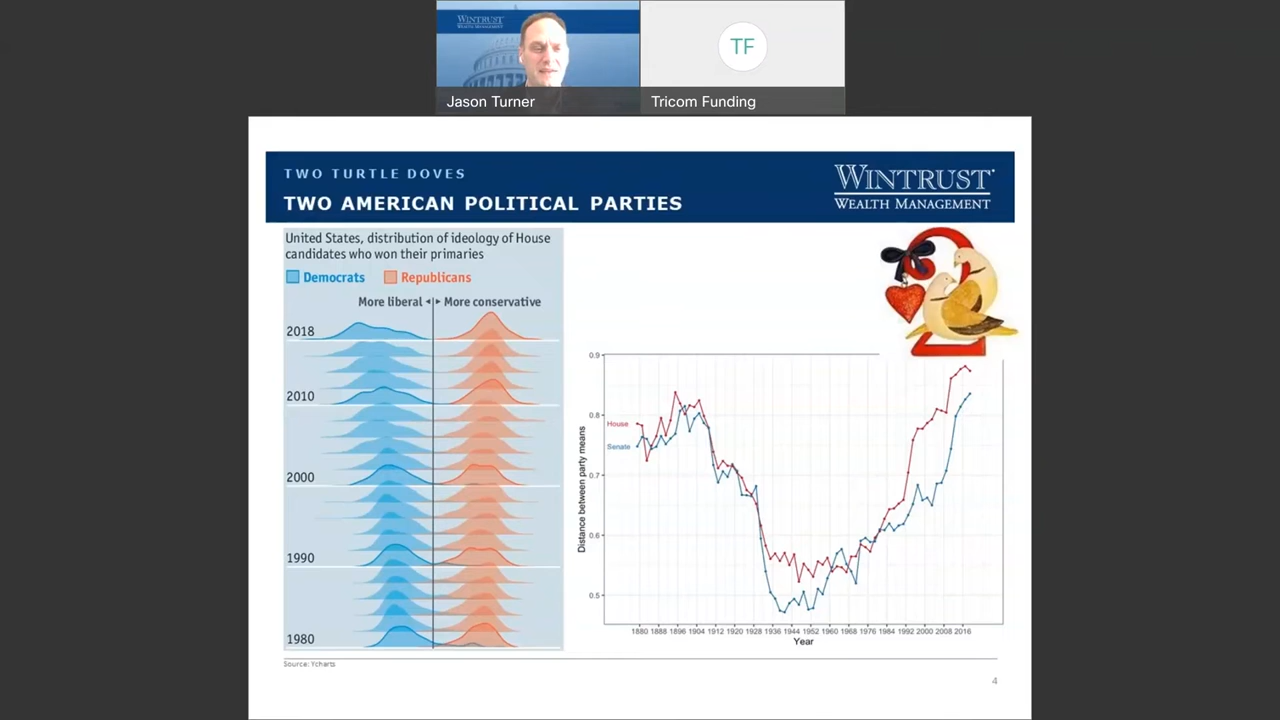 WINTRUST
WEALTH MANAGEMENT
TF
Jason Turner
Tricom Funding
TWO TURTLE DOVES
TWO AMERICAN POLITICAL PARTIES
WINTRUST
WEALTH MANAGEMENT
United States, distribution of ideology of House
candidates who won their primaries
Democrats Republicans
More liberal More conservative
2018
2010
2000
1990
1980
0.9
0.8
0.7
0.6
0.5
House
Senate
Distance between party means
1880 1888 1896 1904 1912 1920 1928 1936 1944 1952 1960 1968 1976 1984 1992 2000 2008 2016
Year
Source: Ycharts
4